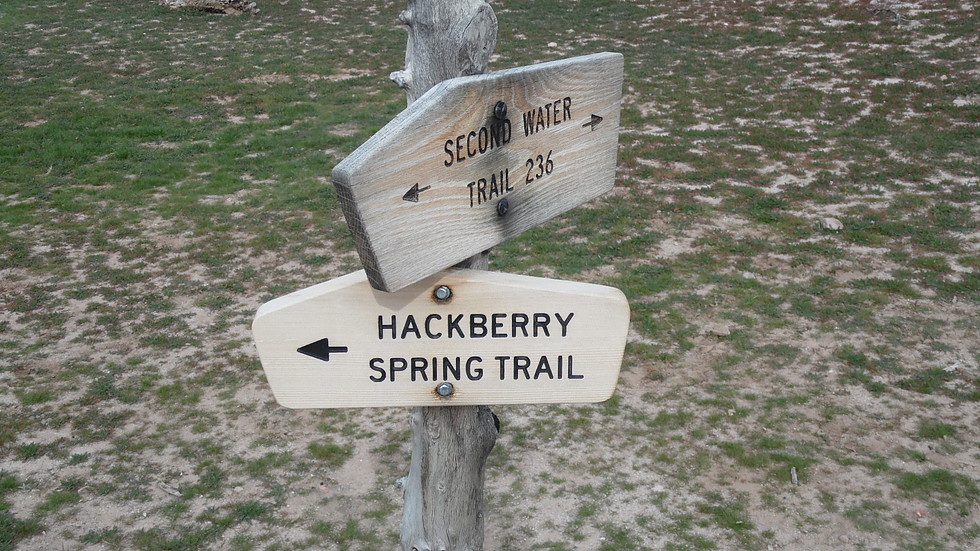 SECOND WATER
TRAIL 236
HACKBERRY
SPRING TRAIL